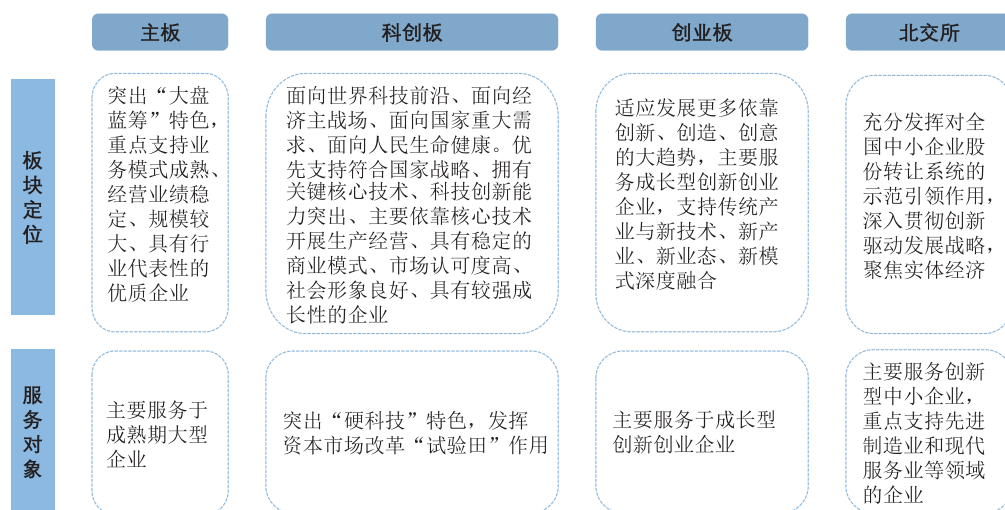 主板
科创板
创业板
北交所
板块定位
突出“大盘
蓝筹”特色，
重点支持业
务模式成熟、
经营业绩稳
定、规模较
大、具有行
业代表性的
优质企业
面向世界科技前沿、面向经
济主战场、面向国家重大需
求、面向人民生命健康。优
先支持符合国家战略、拥有
关键核心技术、科技创新能
力突出、主要依靠核心技术
开展生产经营、具有稳定的
商业模式、市场认可度高、
社会形象良好、具有较强成
长性的企业
适应发展更多依靠
创新、创造、创意
的大趋势，主要服
务成长型创新创业
企业，支持传统产
业与新技术、新产
业、新业态、新模
式深度融合
充分发挥对全
国中小企业股
份转让系统的
示范引领作用，
深入贯彻创新
驱动发展战略，
聚焦实体经济
服务对象
主要服务于
成熟期大型
企业
突出“硬科技”特色，发挥
资本市场改革“试验田”作用
主要服务于成长型
创新创业企业
主要服务创新
型中小企业，
重点支持先进
制造业和现代
服务业等领域
的企业